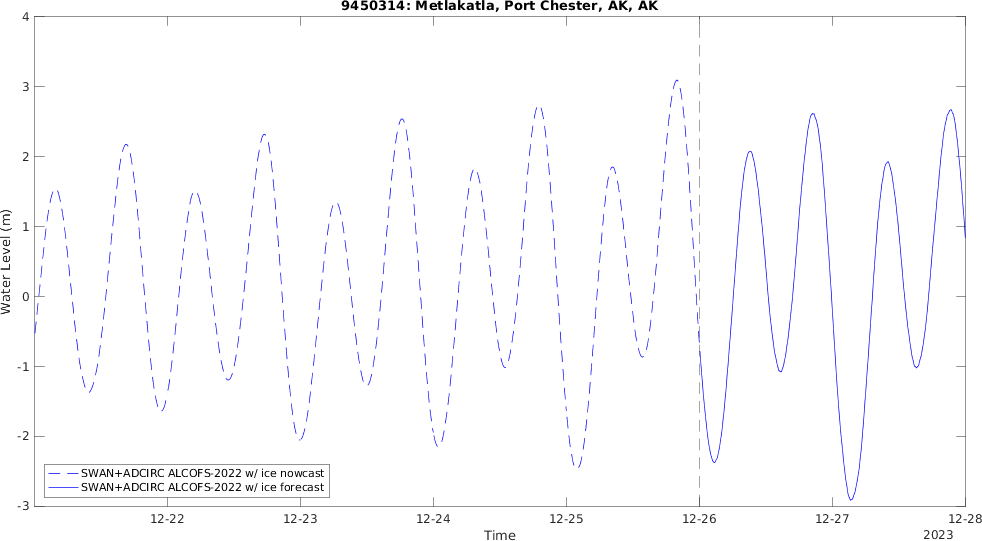 9450314: Metlakatla, Port Chester, AK, AK
4
3
2
1
0
-1
-2
-3
Water Level (m)
SWAN+ADCIRC ALCOFS-2022 w/ ice nowcast
SWAN+ADCIRC ALCOFS-2022 w/ ice forecast
12-22 12-23 12-24 12-25 12-26 12-27 12-28
Time
2023